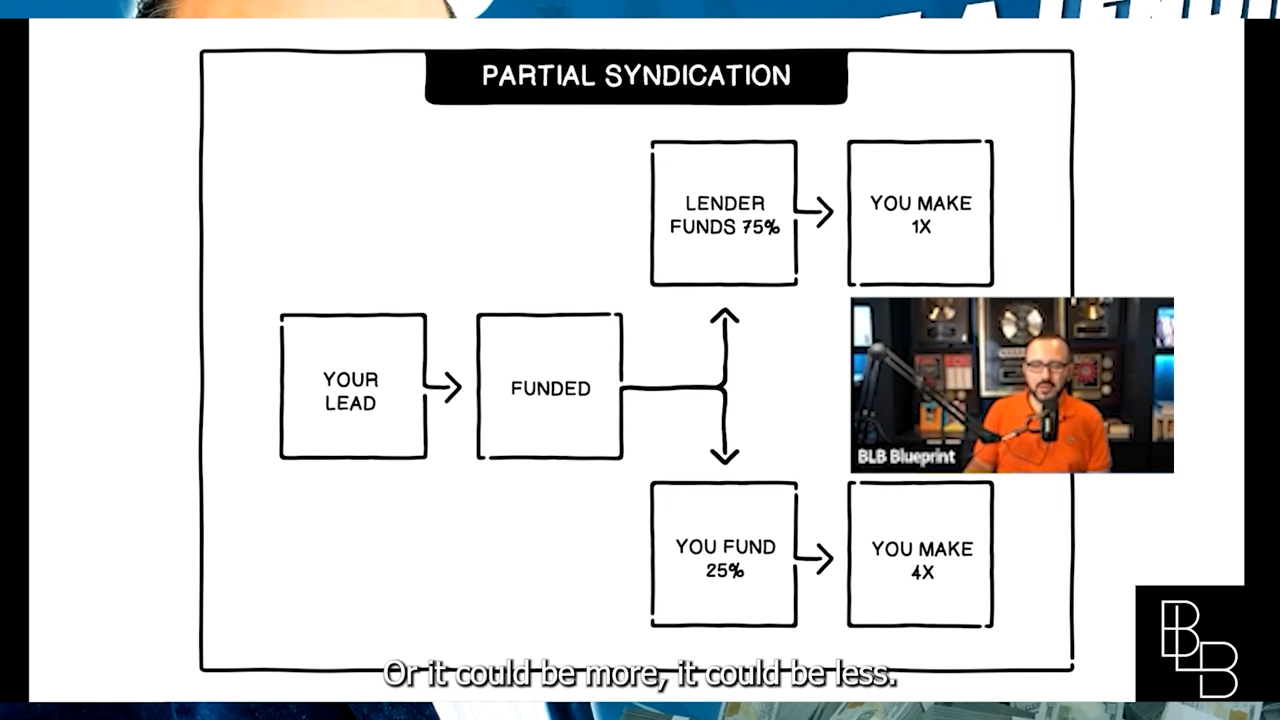 PARTIAL SYNDICATION
LENDER
FUNDS 75%
YOU MAKE
1X
YOUR
LEAD
FUNDED
BLB Blueprint
YOU FUND
25%
YOU MAKE
4X
BLB
Or it could be more, it could be less.